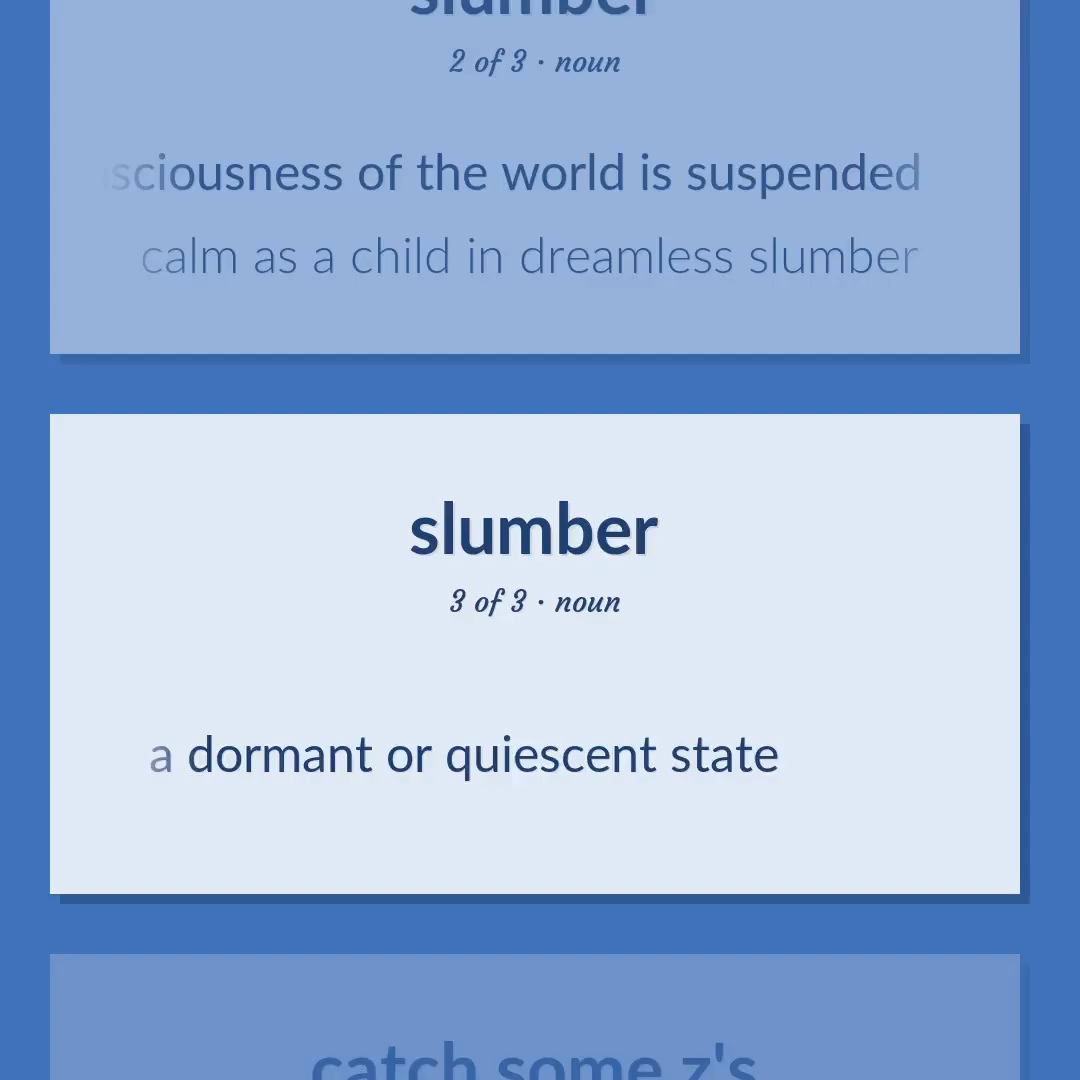 slumber
2 of 3 · noun
sciousness of the world is suspended
calm as a child in dreamless slumber
slumber
3 of 3 · noun
a dormant or quiescent state
catch some z's